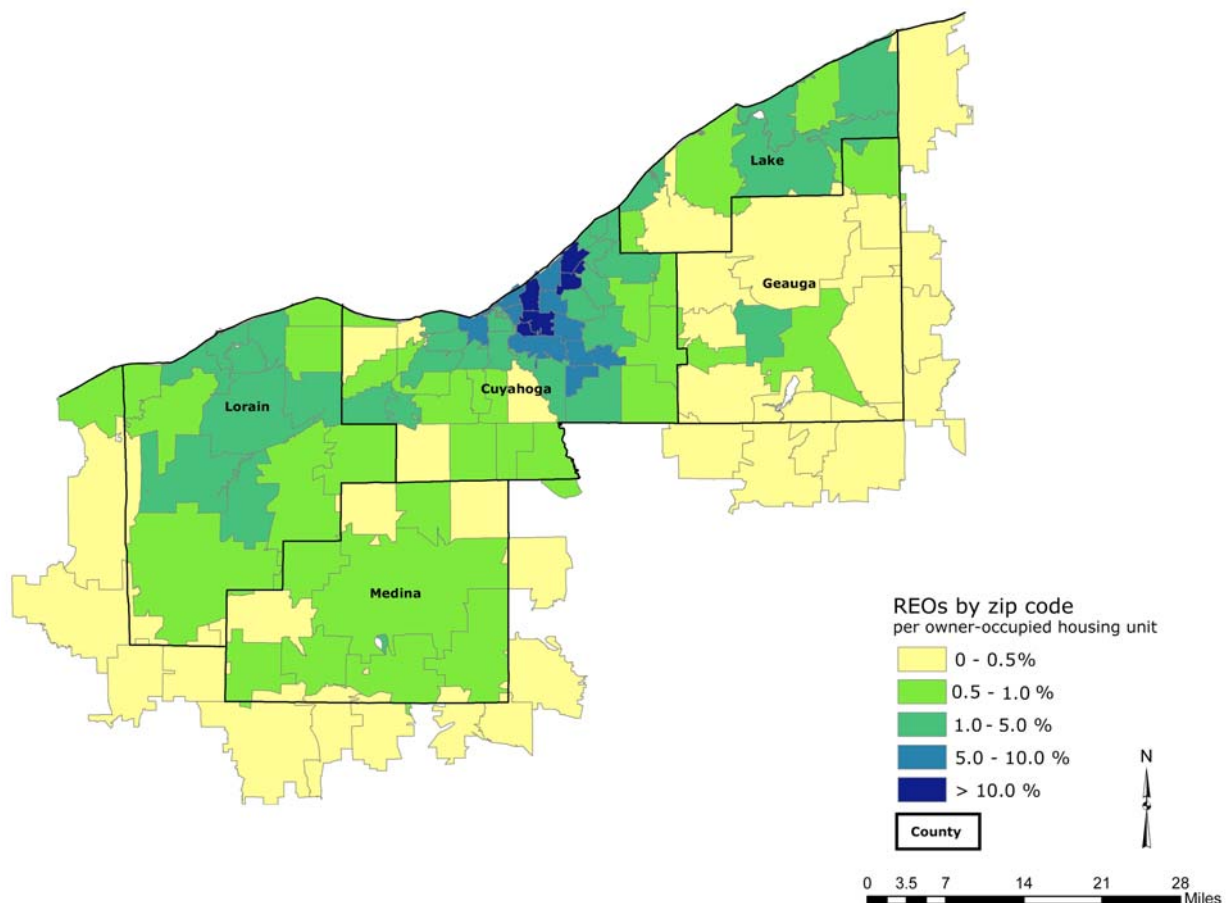 Lake
Geauga
Cuyahoga
Lorain
Medina
REOs by zip code
per owner-occupied housing unit
0 - 0.5%
0.5 - 1.0 %
1.0 - 5.0 %
5.0 - 10.0 %
> 10.0 %
County
N
0 3.5 7 14 21 28
Miles